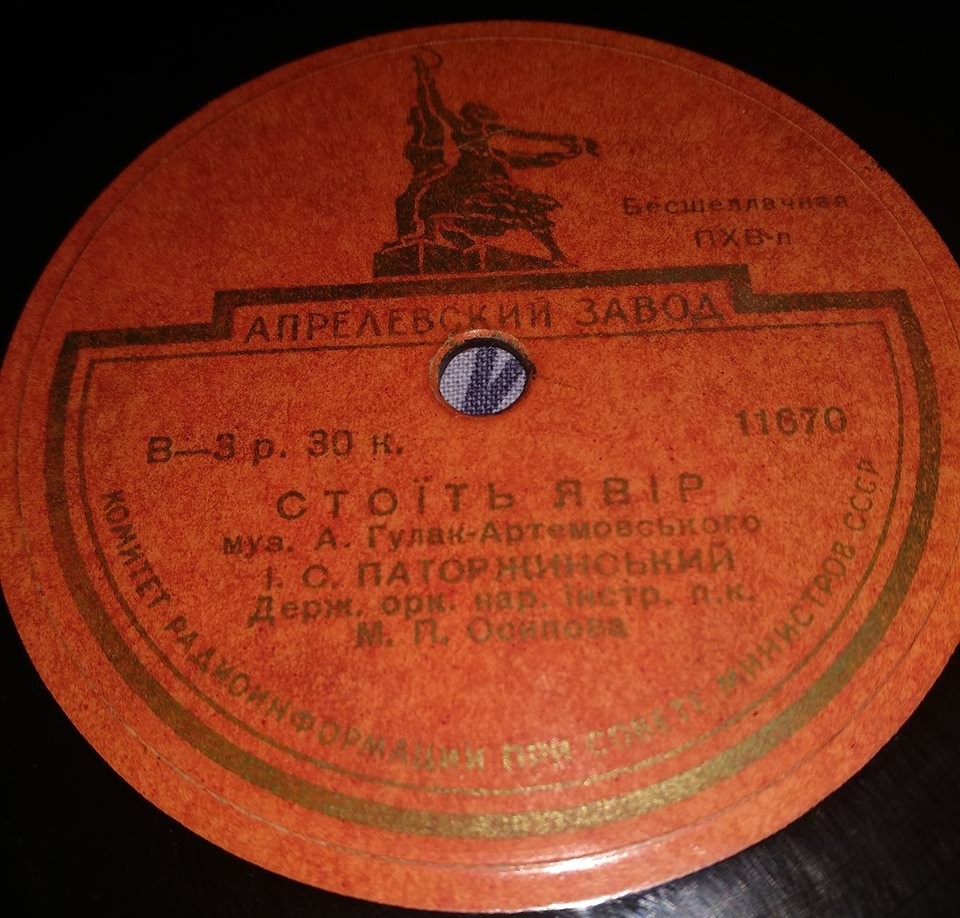 Бесшеллачная
ПХВ-п
АПРЕЛЕВСКИЙ ЗАВОД
В—3 р. 30 к.
11670
СТОЇТЬ ЯВІР
муз. А. Гулак-Артемовського
І. С. ПАТОРЖИНСЬКИЙ
Держ. орк. нар. інстр. п.к.
М. П. Осипова
КОМИТЕТ РАДИОИНФОРМАЦИИ ПРИ СОВЕТЕ МИНИСТРОВ СССР